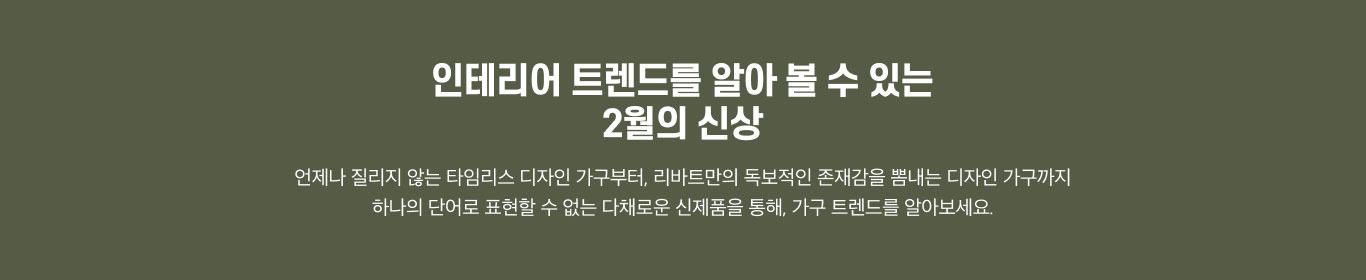 인테리어 트렌드를 알아 볼 수 있는
2월의 신상
언제나 질리지 않는 타임리스 디자인 가구부터, 리바트만의 독보적인 존재감을 뽐내는 디자인 가구까지
하나의 단어로 표현할 수 없는 다채로운 신제품을 통해, 가구 트렌드를 알아보세요.